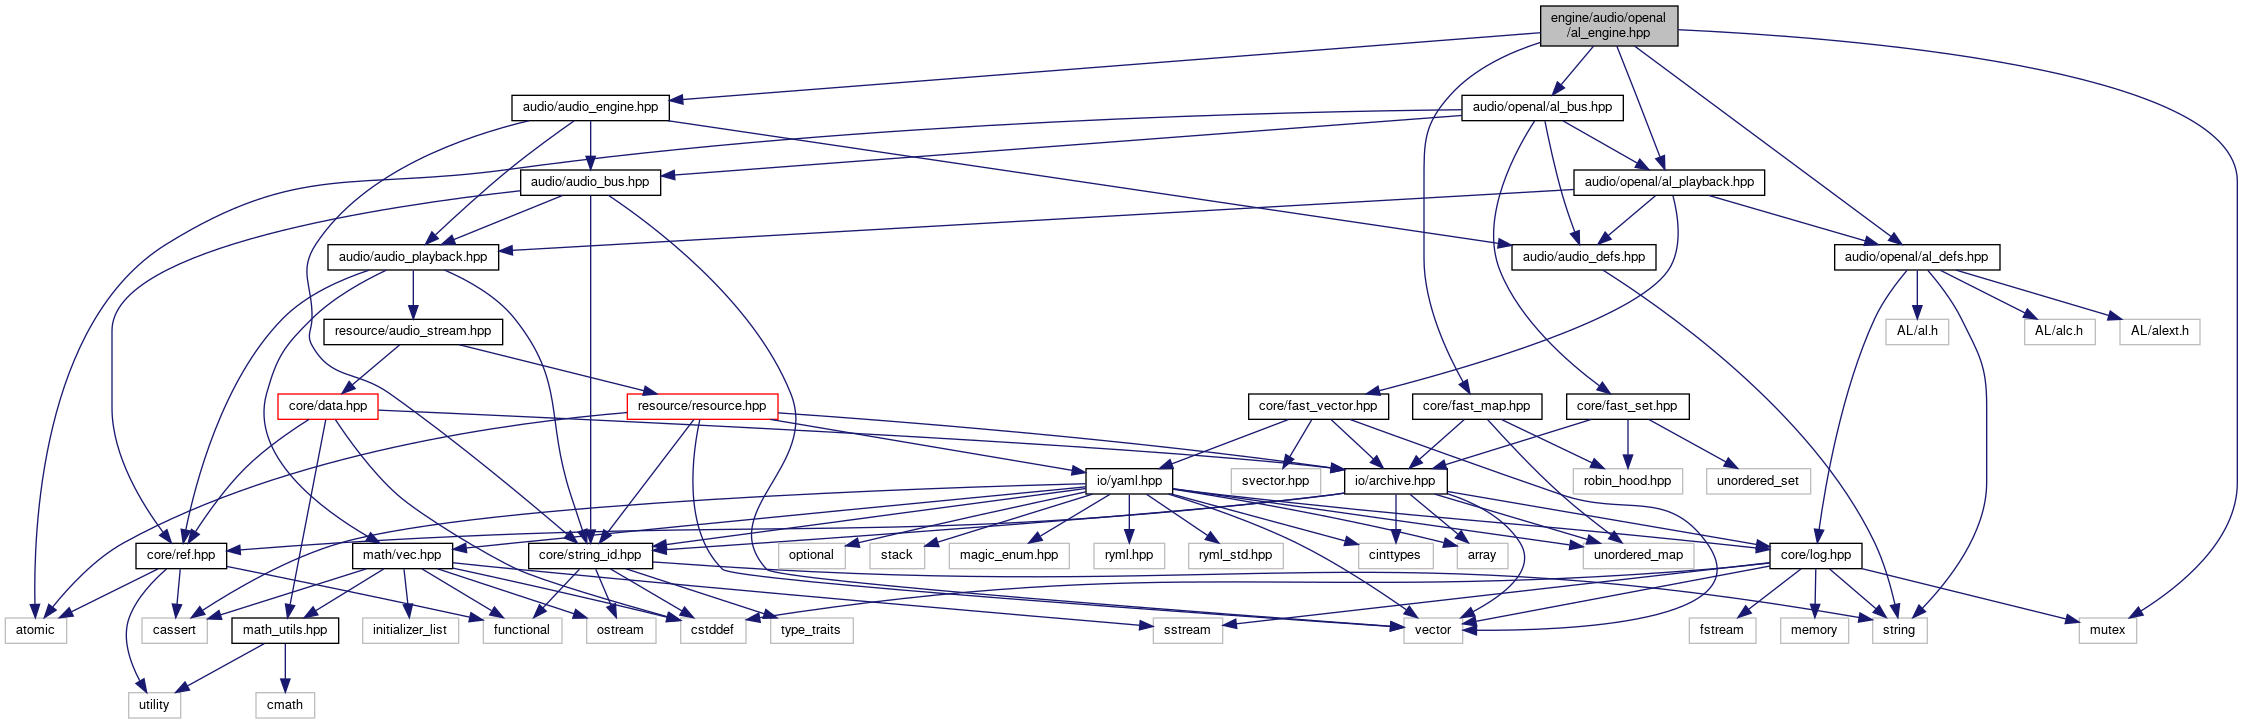 engine/audio/openal
/al_engine.hpp
audio/audio_engine.hpp
audio/openal/al_bus.hpp
audio/audio_bus.hpp
audio/openal/al_playback.hpp
audio/audio_playback.hpp
audio/audio_defs.hpp
audio/openal/al_defs.hpp
resource/audio_stream.hpp
AL/al.h
AL/alc.h
AL/alext.h
core/data.hpp
resource/resource.hpp
core/fast_vector.hpp
core/fast_map.hpp
core/fast_set.hpp
io/yaml.hpp
svector.hpp
io/archive.hpp
robin_hood.hpp
unordered_set
core/ref.hpp
math/vec.hpp
core/string_id.hpp
optional
stack
magic_enum.hpp
ryml.hpp
ryml_std.hpp
cinttypes
array
unordered_map
core/log.hpp
atomic
cassert
math_utils.hpp
initializer_list
functional
ostream
cstddef
type_traits
sstream
vector
fstream
memory
string
mutex
utility
cmath